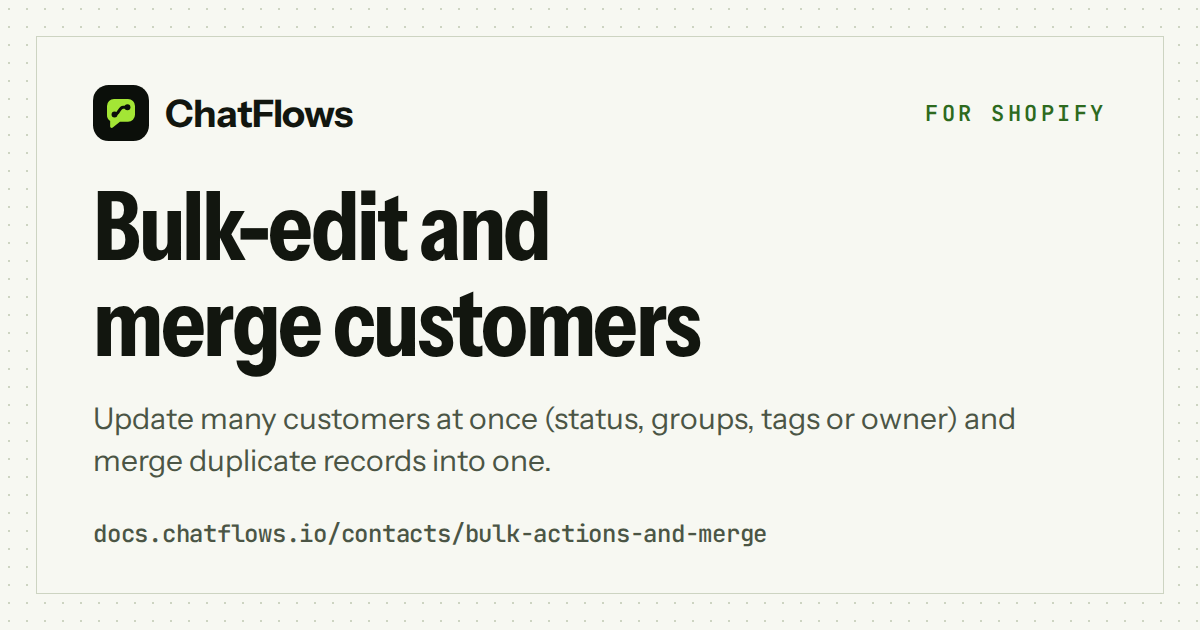 ChatFlows
FOR SHOPIFY
Bulk-edit and
merge customers
Update many customers at once (status, groups, tags or owner) and
merge duplicate records into one.
docs.chatflows.io/contacts/bulk-actions-and-merge